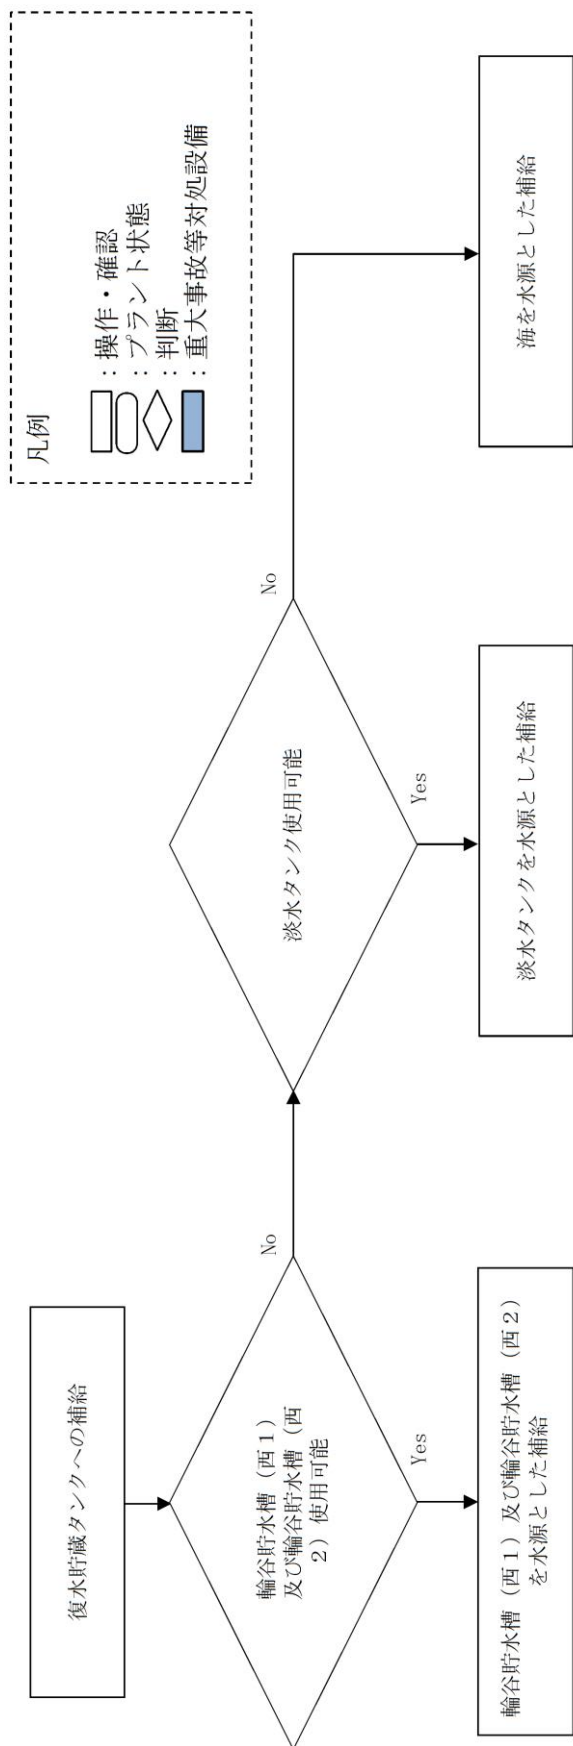 復水貯蔵タンクへの補給
輪谷貯水槽（西１）
及び輪谷貯水槽（西
２）使用可能
No
Yes
輪谷貯水槽（西１）及び輪谷貯水槽（西２）
を水源とした補給
淡水タンク使用可能
No
Yes
淡水タンクを水源とした補給
海を水源とした補給
凡例
：操作・確認
：プラント状態
：判断
：重大事故等対処設備